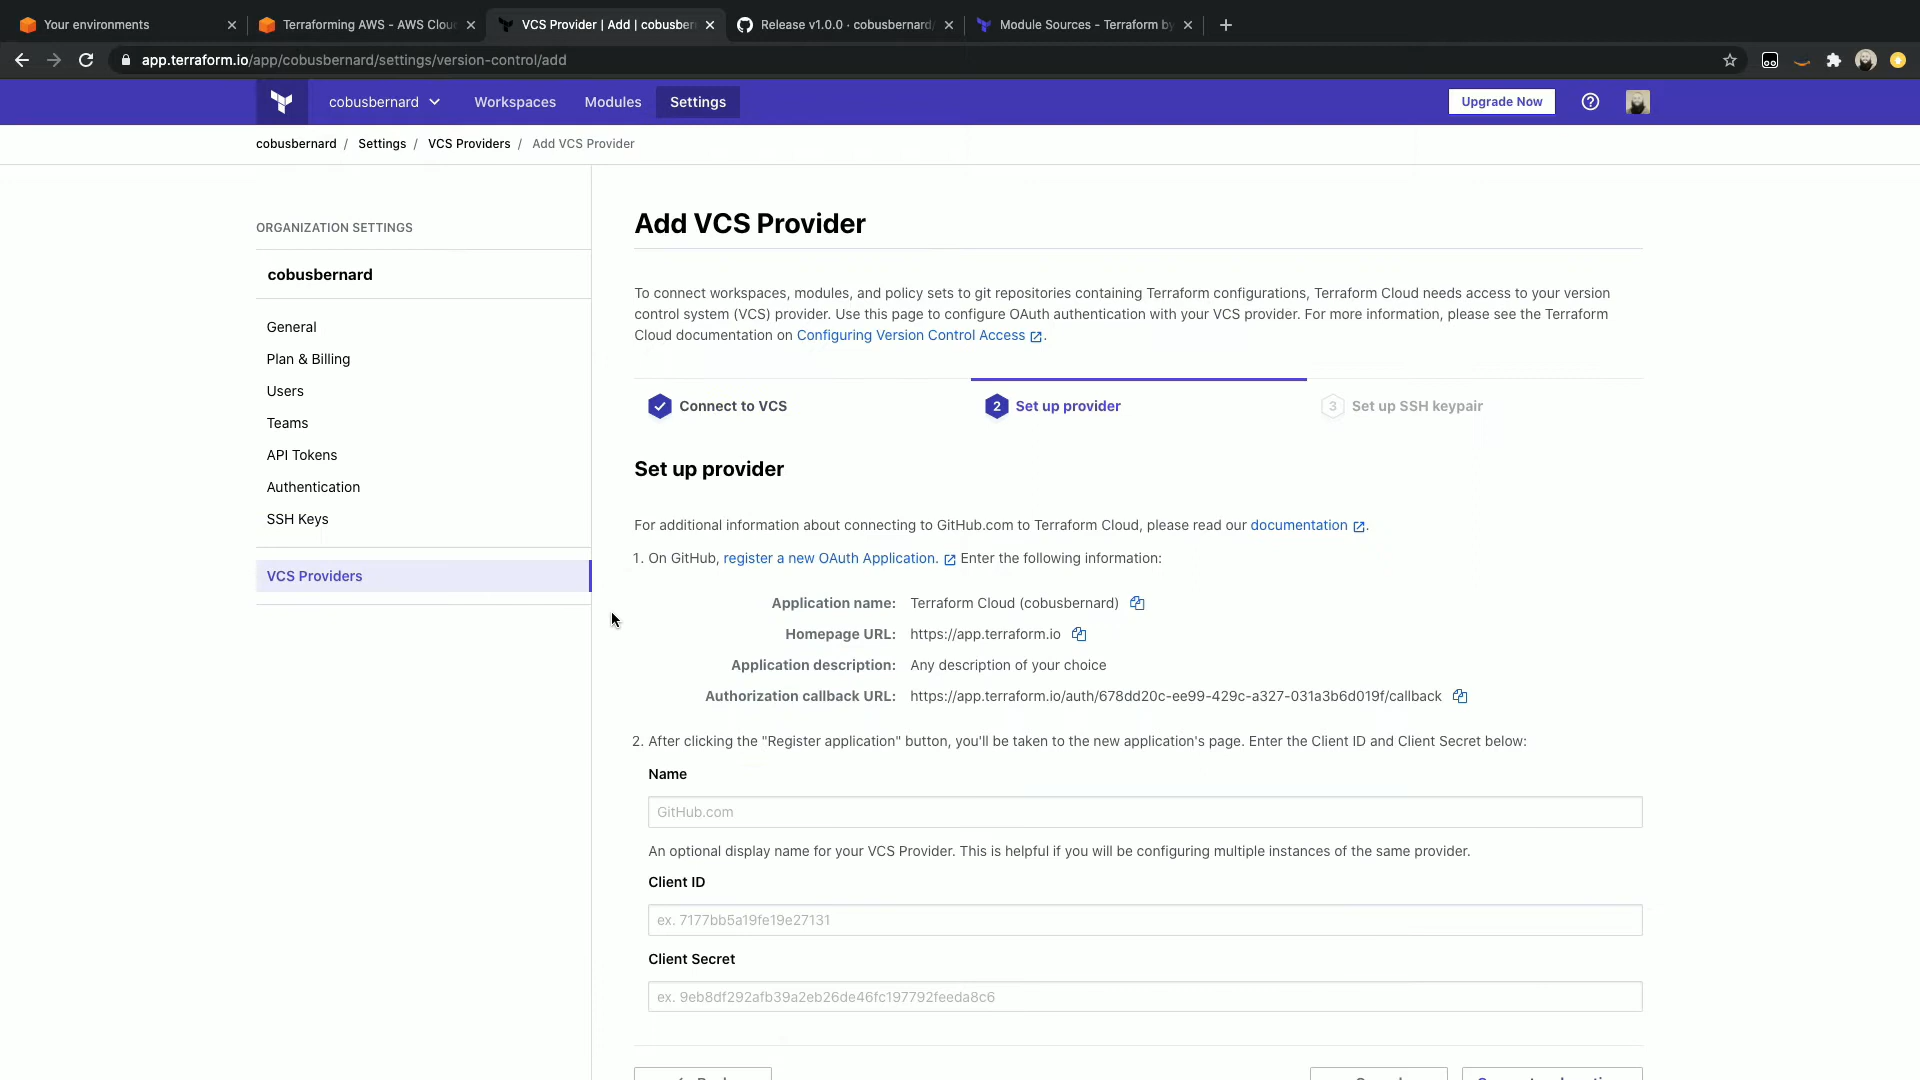 Your environments
Terraforming AWS - AWS Clou
VCS Provider | Add | cobusber
Release v1.0.0 · cobusbernard/
Module Sources - Terraform by
app.terraform.io/app/cobusbernard/settings/version-control/add
cobusbernard
Workspaces
Modules
Settings
Upgrade Now
cobusbernard / Settings / VCS Providers / Add VCS Provider
ORGANIZATION SETTINGS
cobusbernard
General
Plan & Billing
Users
Teams
API Tokens
Authentication
SSH Keys
VCS Providers
Add VCS Provider
To connect workspaces, modules, and policy sets to git repositories containing Terraform configurations, Terraform Cloud needs access to your version
control system (VCS) provider. Use this page to configure OAuth authentication with your VCS provider. For more information, please see the Terraform
Cloud documentation on Configuring Version Control Access .
Connect to VCS
2 Set up provider
3 Set up SSH keypair
Set up provider
For additional information about connecting to GitHub.com to Terraform Cloud, please read our documentation .
1. On GitHub, register a new OAuth Application. Enter the following information:
Application name: Terraform Cloud (cobusbernard)
Homepage URL: https://app.terraform.io
Application description: Any description of your choice
Authorization callback URL: https://app.terraform.io/auth/678dd20c-ee99-429c-a327-031a3b6d019f/callback
2. After clicking the "Register application" button, you'll be taken to the new application's page. Enter the Client ID and Client Secret below:
Name
GitHub.com
An optional display name for your VCS Provider. This is helpful if you will be configuring multiple instances of the same provider.
Client ID
ex. 7177bb5a19fe19e27131
Client Secret
ex. 9eb8df292afb39a2eb26de46fc197792feeda8c6